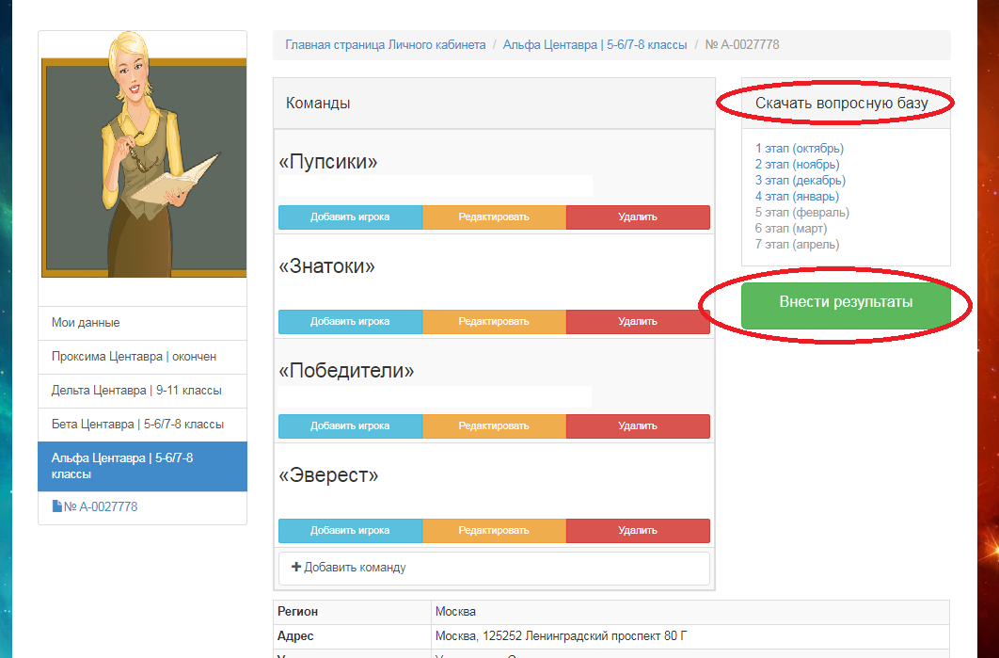 Главная страница Личного кабинета / Альфа Центавра | 5-6/7-8 классы / № A-0027778
Мои данные
Проксима Центавра | окончен
Дельта Центавра | 9-11 классы
Бета Центавра | 5-6/7-8 классы
Альфа Центавра | 5-6/7-8
классы
№ A-0027778
Команды
«Пупсики»
Добавить игрока Редактировать Удалить
«Знатоки»
Добавить игрока Редактировать Удалить
«Победители»
Добавить игрока Редактировать Удалить
«Эверест»
Добавить игрока Редактировать Удалить
Добавить команду
Скачать вопросную базу
1 этап (октябрь)
2 этап (ноябрь)
3 этап (декабрь)
4 этап (январь)
5 этап (февраль)
6 этап (март)
7 этап (апрель)
Внести результаты
Регион Москва
Адрес Москва, 125252 Ленинградский проспект 80 Г